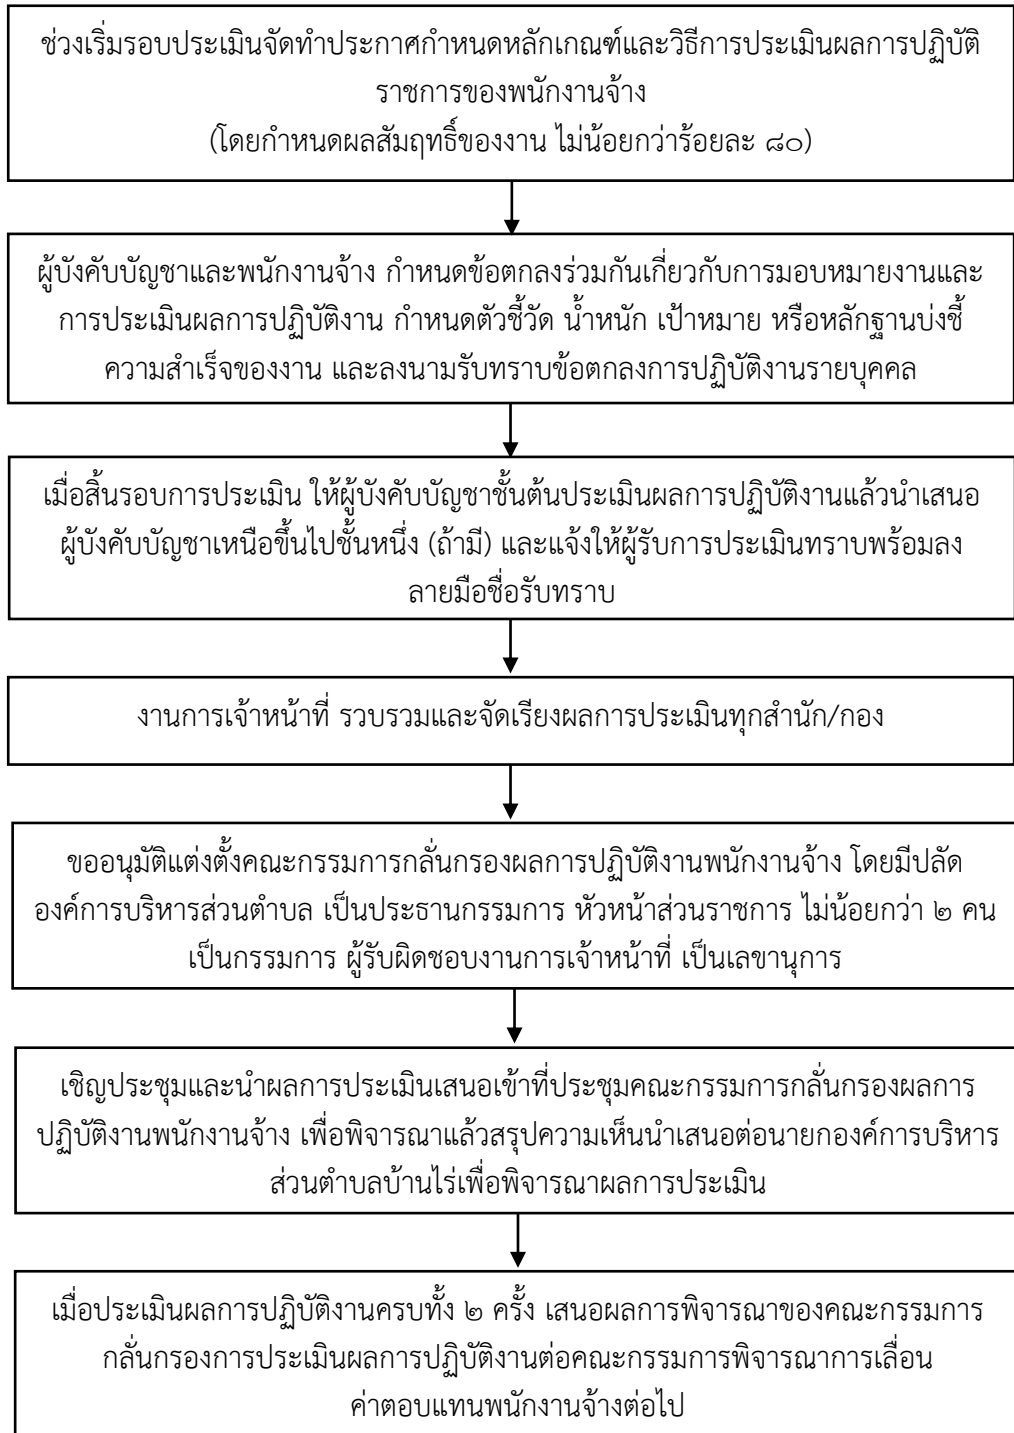 ช่วงเริ่มรอบประเมินจัดทำประกาศกำหนดหลักเกณฑ์และวิธีการประเมินผลการปฏิบัติ
ราชการของพนักงานจ้าง
(โดยกำหนดผลสัมฤทธิ์ของงาน ไม่น้อยกว่าร้อยละ ๘๐)
ผู้บังคับบัญชาและพนักงานจ้าง กำหนดข้อตกลงร่วมกันเกี่ยวกับการมอบหมายงานและ
การประเมินผลการปฏิบัติงาน กำหนดตัวชี้วัด น้ำหนัก เป้าหมาย หรือหลักฐานบ่งชี้
ความสำเร็จของงาน และลงนามรับทราบข้อตกลงการปฏิบัติงานรายบุคคล
เมื่อสิ้นรอบการประเมิน ให้ผู้บังคับบัญชาชั้นต้นประเมินผลการปฏิบัติงานแล้วนำเสนอ
ผู้บังคับบัญชาเหนือขึ้นไปชั้นหนึ่ง (ถ้ามี) และแจ้งให้ผู้รับการประเมินทราบพร้อมลง
ลายมือชื่อรับทราบ
งานการเจ้าหน้าที่ รวบรวมและจัดเรียงผลการประเมินทุกสำนัก/กอง
ขออนุมัติแต่งตั้งคณะกรรมการกลั่นกรองผลการปฏิบัติงานพนักงานจ้าง โดยมีปลัด
องค์การบริหารส่วนตำบล เป็นประธานกรรมการ หัวหน้าส่วนราชการ ไม่น้อยกว่า ๒ คน
เป็นกรรมการ ผู้รับผิดชอบงานการเจ้าหน้าที่ เป็นเลขานุการ
เชิญประชุมและนำผลการประเมินเสนอเข้าที่ประชุมคณะกรรมการกลั่นกรองผลการ
ปฏิบัติงานพนักงานจ้าง เพื่อพิจารณาแล้วสรุปความเห็นนำเสนอต่อนายกองค์การบริหาร
ส่วนตำบลบ้านไร่เพื่อพิจารณาผลการประเมิน
เมื่อประเมินผลการปฏิบัติงานครบทั้ง ๒ ครั้ง เสนอผลการพิจารณาของคณะกรรมการ
กลั่นกรองการประเมินผลการปฏิบัติงานต่อคณะกรรมการพิจารณาการเลื่อน
ค่าตอบแทนพนักงานจ้างต่อไป